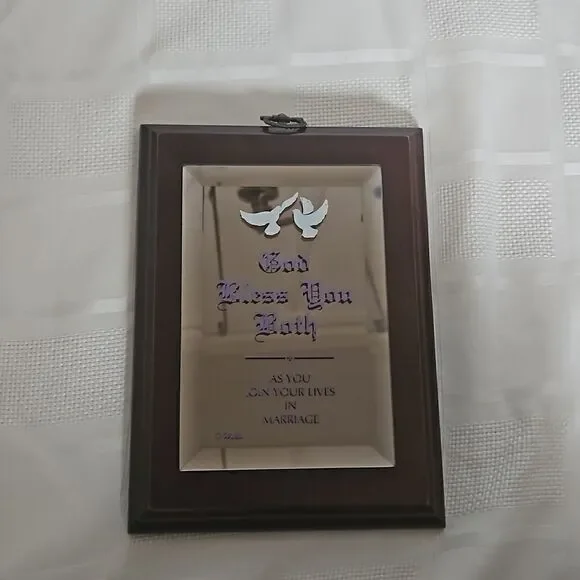 God
Bless You
Both
AS YOU
JOIN YOUR LIVES
IN
MARRIAGE